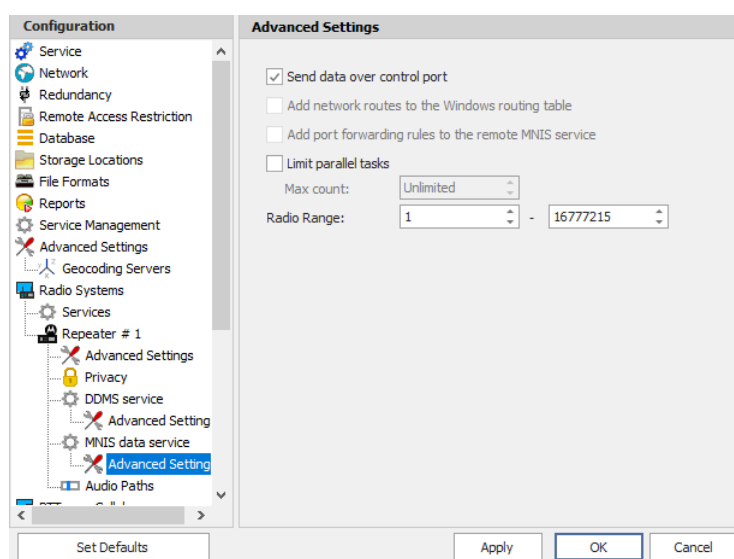 Configuration
Service
Network
Redundancy
Remote Access Restriction
Database
Storage Locations
File Formats
Reports
Service Management
Advanced Settings
Geocoding Servers
Radio Systems
Services
Repeater # 1
Advanced Settings
Privacy
DDMS service
Advanced Setting
MNIS data service
Advanced Setting
Audio Paths
Set Defaults
Advanced Settings
Send data over control port
Add network routes to the Windows routing table
Add port forwarding rules to the remote MNIS service
Limit parallel tasks
Max count: Unlimited
Radio Range: 1 - 16777215
Apply OK Cancel